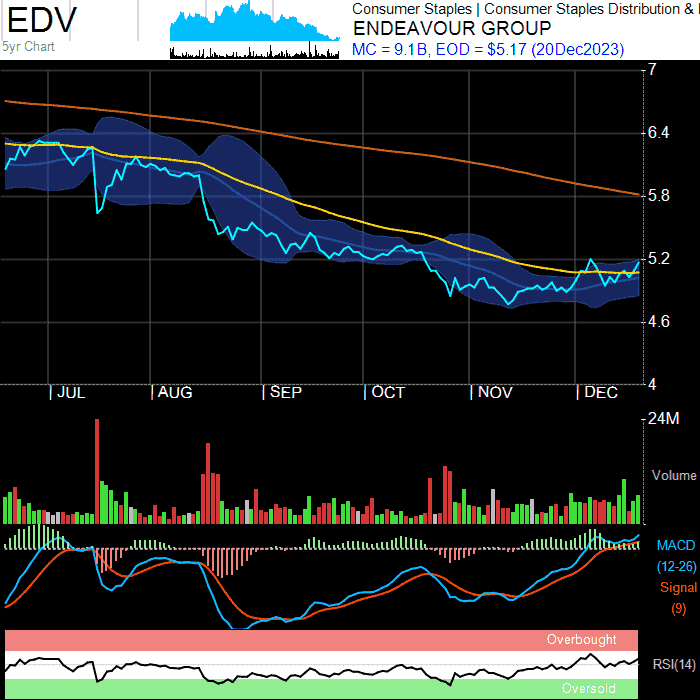 EDV
5yr Chart
Consumer Staples | Consumer Staples Distribution &
ENDEAVOUR GROUP
MC = 9.1B, EOD = $5.17 (20Dec2023)
7
6.4
5.8
5.2
4.6
4
| JUL | AUG | SEP | OCT | NOV | DEC
24M
Volume
MACD
(12-26)
Signal
(9)
Overbought
RSI(14)
Oversold